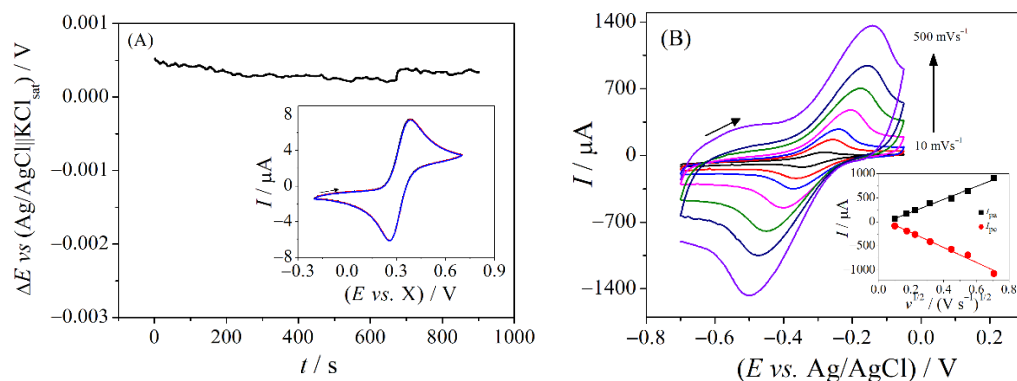 (A)
ΔE vs (Ag/AgCl||KCl_sat) / V
0.001
0.000
−0.001
−0.002
−0.003
0 200 400 600 800 1000
t / s
I / μA
8
4
0
−4
−8
−0.3 0.0 0.3 0.6 0.9
(E vs. X) / V
(B)
I / μA
1400
700
0
−700
−1400
−0.8 −0.6 −0.4 −0.2 0.0 0.2
(E vs. Ag/AgCl) / V
500 mVs⁻¹
10 mVs⁻¹
I / μA
1000
500
0
500
1000
0.0 0.2 0.4 0.6 0.8
I_pa
I_pc
v^1/2 / (V s⁻¹)^1/2